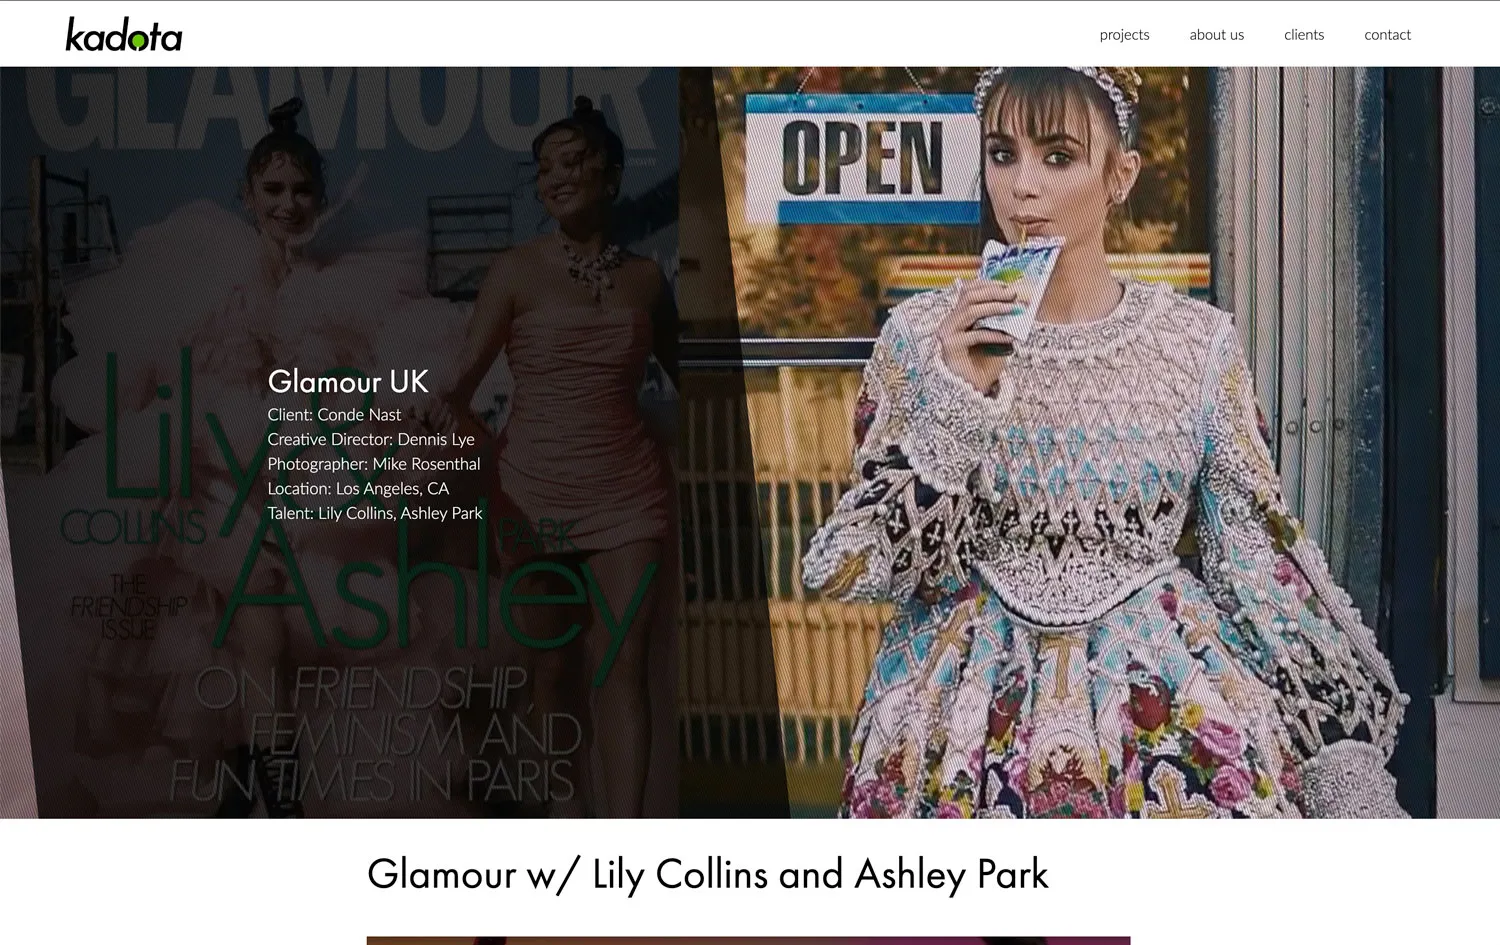 kadota
projects
about us
clients
contact
GLAMOUR
OPEN
Glamour UK
Client: Conde Nast
Creative Director: Dennis Lye
Photographer: Mike Rosenthal
Location: Los Angeles, CA
Talent: Lily Collins, Ashley Park
Lily &
COLLINS
PARK
Ashley
THE
FRIENDSHIP
ISSUE
ON FRIENDSHIP,
FEMINISM AND
FUN TIMES IN PARIS
Glamour w/ Lily Collins and Ashley Park